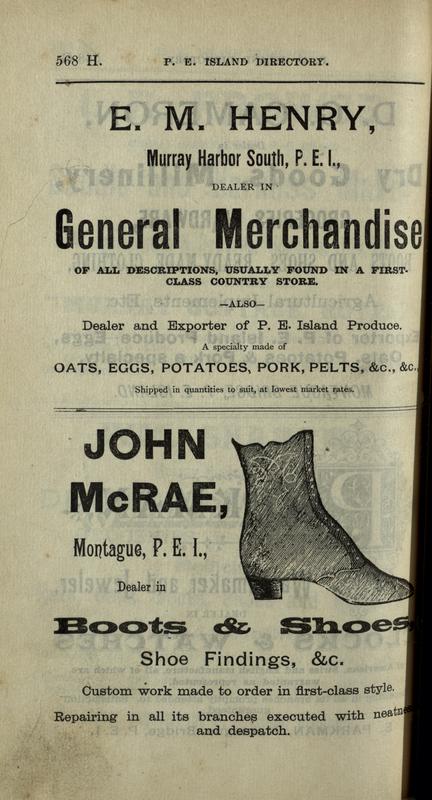 568 H. P. E. ISLAND DIRECTORY.
E. M. HENRY,
Murray Harbor South, P. E. I.,
DEALER IN
General Merchandise
OF ALL DESCRIPTIONS, USUALLY FOUND IN A FIRST-
CLASS COUNTRY STORE.
—ALSO—
Dealer and Exporter of P. E. Island Produce.
A specialty made of
OATS, EGGS, POTATOES, PORK, PELTS, &c., &c.,
Shipped in quantities to suit, at lowest market rates.
JOHN
McRAE,
Montague, P. E. I.,
Dealer in
Boots & Shoes,
Shoe Findings, &c.
Custom work made to order in first-class style.
Repairing in all its branches executed with neatness
and despatch.